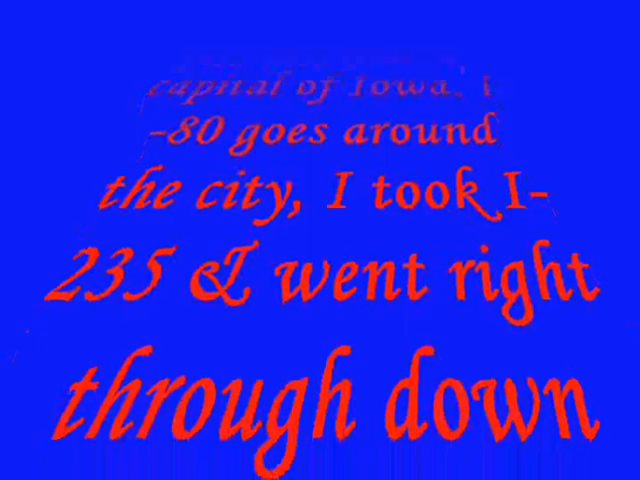 capital of Iowa. I
-80 goes around
the city, I took I-
235 & went right
through down